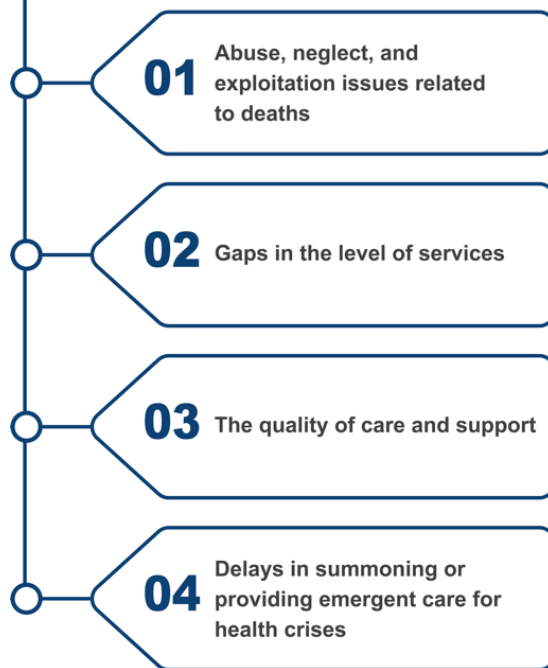 01
Abuse, neglect, and
exploitation issues related
to deaths
02
Gaps in the level of services
03
The quality of care and support
04
Delays in summoning or
providing emergent care for
health crises